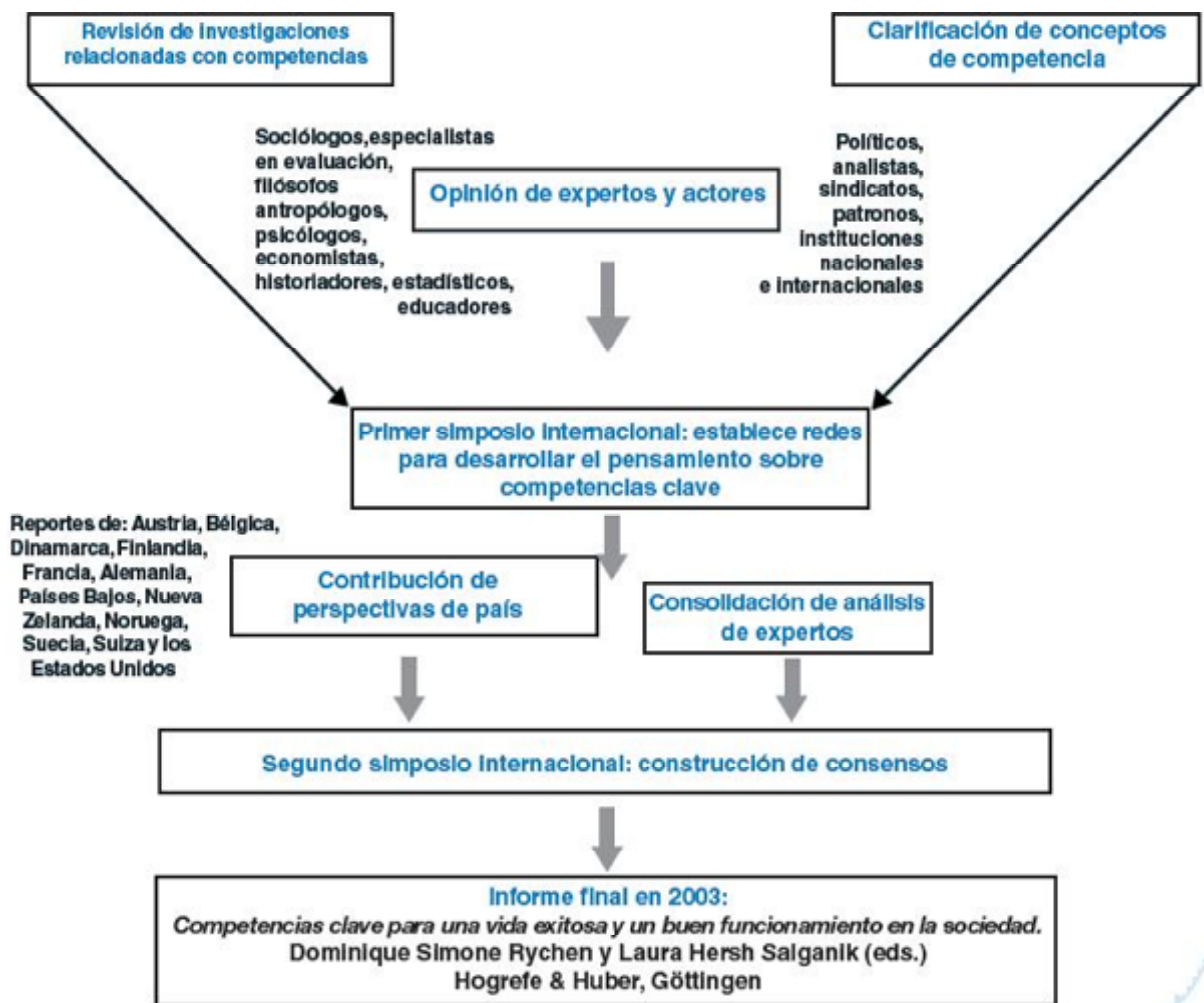 Revisión de investigaciones
relacionadas con competencias
Clarificación de conceptos
de competencia
Sociólogos,especialistas
en evaluación,
filósofos
antropólogos,
psicólogos,
economistas,
historiadores, estadísticos,
educadores
Opinión de expertos y actores
Políticos,
analistas,
sindicatos,
patronos,
instituciones
nacionales
e internacionales
Primer simposio internacional: establece redes
para desarrollar el pensamiento sobre
competencias clave
Reportes de: Austria, Bélgica,
Dinamarca, Finlandia,
Francia, Alemania,
Países Bajos, Nueva
Zelanda, Noruega,
Suecia, Suiza y los
Estados Unidos
Contribución de
perspectivas de país
Consolidación de análisis
de expertos
Segundo simposio internacional: construcción de consensos
Informe final en 2003:
Competencias clave para una vida exitosa y un buen funcionamiento en la sociedad.
Dominique Simone Rychen y Laura Hersh Salganik (eds.)
Hogrefe & Huber, Göttingen